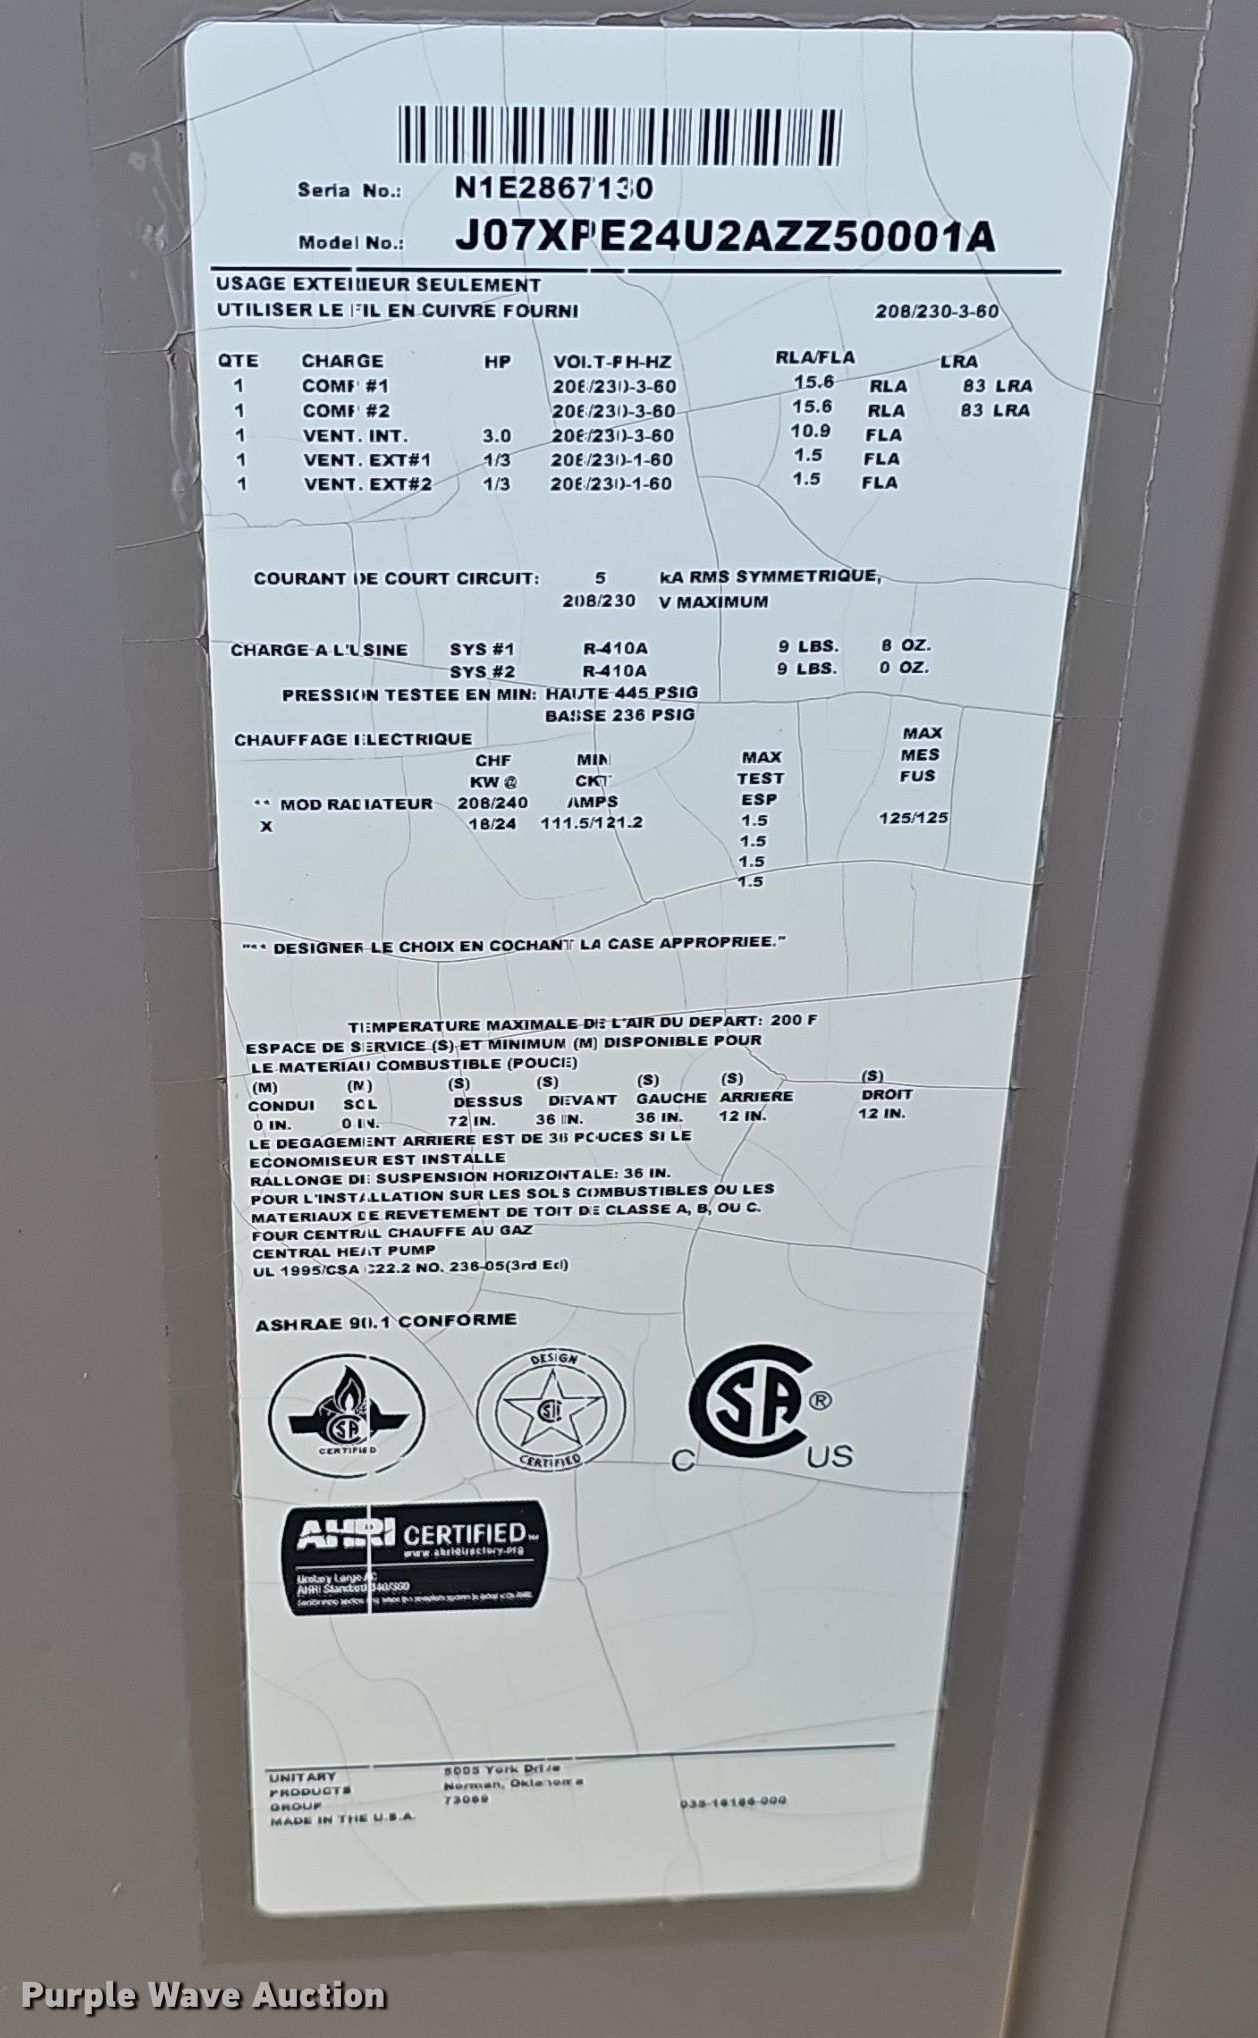 Serial No.: N1E2867130
Model No.: J07XPE24U2AZZ50001A
USAGE EXTERIEUR SEULEMENT
UTILISER LE FIL EN CUIVRE FOURNI 208/230-3-60
QTE CHARGE HP VOLT-PH-HZ RLA/FLA LRA
1 COMP #1 208/230-3-60 15.6 RLA 83 LRA
1 COMP #2 208/230-3-60 15.6 RLA 83 LRA
1 VENT. INT. 3.0 208/230-3-60 10.9 FLA
1 VENT. EXT#1 1/3 208/230-1-60 1.5 FLA
1 VENT. EXT#2 1/3 208/230-1-60 1.5 FLA
COURANT DE COURT CIRCUIT: 5 kA RMS SYMMETRIQUE,
208/230 V MAXIMUM
CHARGE A L'USINE SYS #1 R-410A 9 LBS. 8 OZ.
SYS #2 R-410A 9 LBS. 0 OZ.
PRESSION TESTEE EN MIN: HAUTE 445 PSIG
BASSE 236 PSIG
CHAUFFAGE ELECTRIQUE MAX
CHF MIN MAX MES
KW @ CKT TEST FUS
** MOD RADIATEUR 208/240 AMPS ESP
X 18/24 111.5/121.2 1.5 125/125
1.5
1.5
1.5
"** DESIGNER LE CHOIX EN COCHANT LA CASE APPROPRIEE."
TEMPERATURE MAXIMALE DE L'AIR DU DEPART: 200 F
ESPACE DE SERVICE (S) ET MINIMUM (M) DISPONIBLE POUR
LE MATERIAU COMBUSTIBLE (POUCE)
(M) (M) (S) (S) (S) (S) (S)
CONDUI SOL DESSUS DEVANT GAUCHE ARRIERE DROIT
0 IN. 0 IN. 72 IN. 36 IN. 36 IN. 12 IN. 12 IN.
LE DEGAGEMENT ARRIERE EST DE 36 POUCES SI LE
ECONOMISEUR EST INSTALLE
RALLONGE DE SUSPENSION HORIZONTALE: 36 IN.
POUR L'INSTALLATION SUR LES SOLS COMBUSTIBLES OU LES
MATERIAUX DE REVETEMENT DE TOIT DE CLASSE A, B, OU C.
FOUR CENTRAL CHAUFFE AU GAZ
CENTRAL HEAT PUMP
UL 1995/CSA C22.2 NO. 236-05(3rd Ed)
ASHRAE 90.1 CONFORME
SA
CERTIFIED
DESIGN
CERTIFIED
SA ®
C US
AHRI CERTIFIED
www.ahridirectory.org
Unitary Large AC
AHRI Standard 340/360
UNITARY 5005 York Drive
PRODUCTS Norman, Oklahoma
GROUP 73069
MADE IN THE U.S.A.
Purple Wave Auction